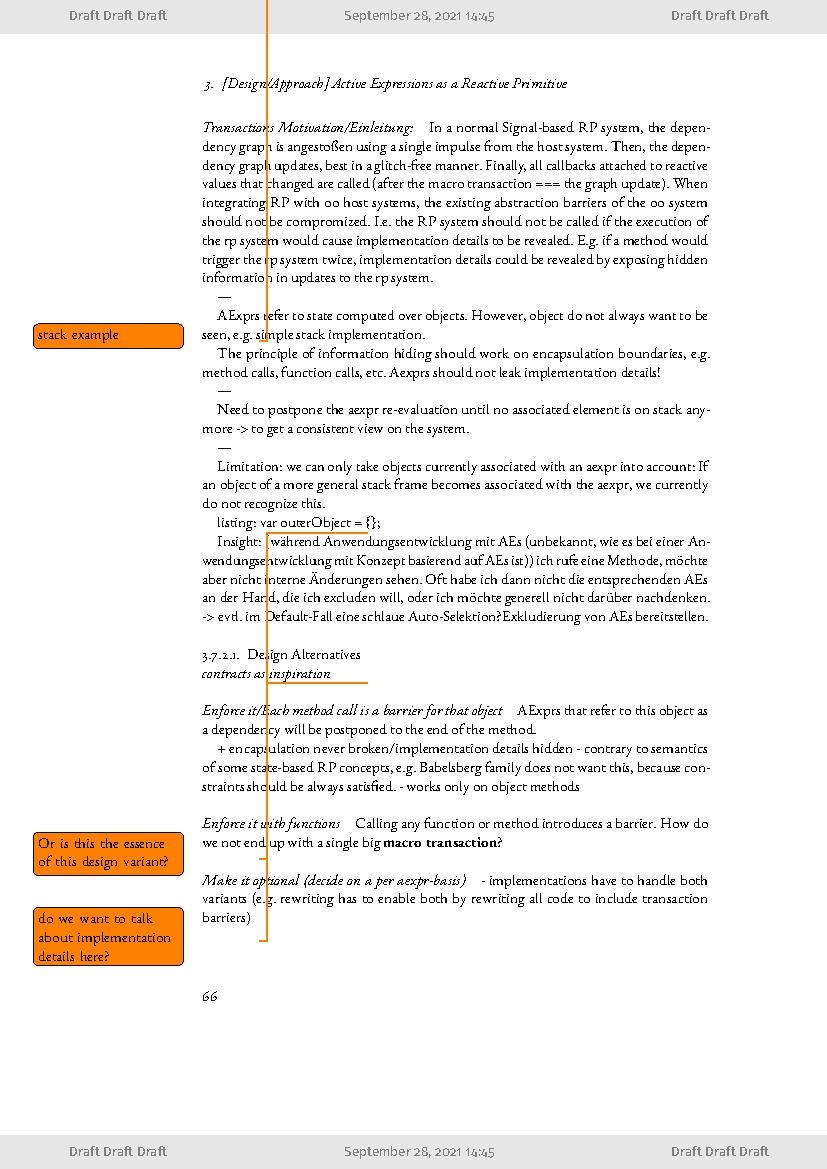 Draft Draft Draft September 28, 2021 14:45 Draft Draft Draft
3. [Design/Approach] Active Expressions as a Reactive Primitive
Transactions Motivation/Einleitung: In a normal Signal-based RP system, the depen-
dency graph is angestoßen using a single impulse from the host system. Then, the depen-
dency graph updates, best in a glitch-free manner. Finally, all callbacks attached to reactive
values that changed are called (after the macro transaction === the graph update). When
integrating RP with oo host systems, the existing abstraction barriers of the oo system
should not be compromized. I.e. the RP system should not be called if the execution of
the rp system would cause implementation details to be revealed. E.g. if a method would
trigger the rp system twice, implementation details could be revealed by exposing hidden
information in updates to the rp system.
—
AExprs refer to state computed over objects. However, object do not always want to be
stack example
seen, e.g. simple stack implementation.
The principle of information hiding should work on encapsulation boundaries, e.g.
method calls, function calls, etc. Aexprs should not leak implementation details!
—
Need to postpone the aexpr re-evaluation until no associated element is on stack any-
more -> to get a consistent view on the system.
—
Limitation: we can only take objects currently associated with an aexpr into account: If
an object of a more general stack frame becomes associated with the aexpr, we currently
do not recognize this.
listing: var outerObject = {};
Insight: (während Anwendungsentwicklung mit AEs (unbekannt, wie es bei einer An-
wendungsentwicklung mit Konzept basierend auf AEs ist)) ich rufe eine Methode, möchte
aber nicht interne Änderungen sehen. Oft habe ich dann nicht die entsprechenden AEs
an der Hand, die ich excluden will, oder ich möchte generell nicht darüber nachdenken.
-> evtl. im Default-Fall eine schlaue Auto-Selektion?Exkludierung von AEs bereitstellen.
3.7.2.1. Design Alternatives
contracts as inspiration
Enforce it/Each method call is a barrier for that object AExprs that refer to this object as
a dependency will be postponed to the end of the method.
+ encapsulation never broken/implementation details hidden - contrary to semantics
of some state-based RP concepts, e.g. Babelsberg family does not want this, because con-
straints should be always satisfied. - works only on object methods
Enforce it with functions Calling any function or method introduces a barrier. How do
we not end up with a single big macro transaction?
Or is this the essence
of this design variant?
Make it optional (decide on a per aexpr-basis) - implementations have to handle both
variants (e.g. rewriting has to enable both by rewriting all code to include transaction
barriers)
do we want to talk
about implementation
details here?
66
Draft Draft Draft September 28, 2021 14:45 Draft Draft Draft